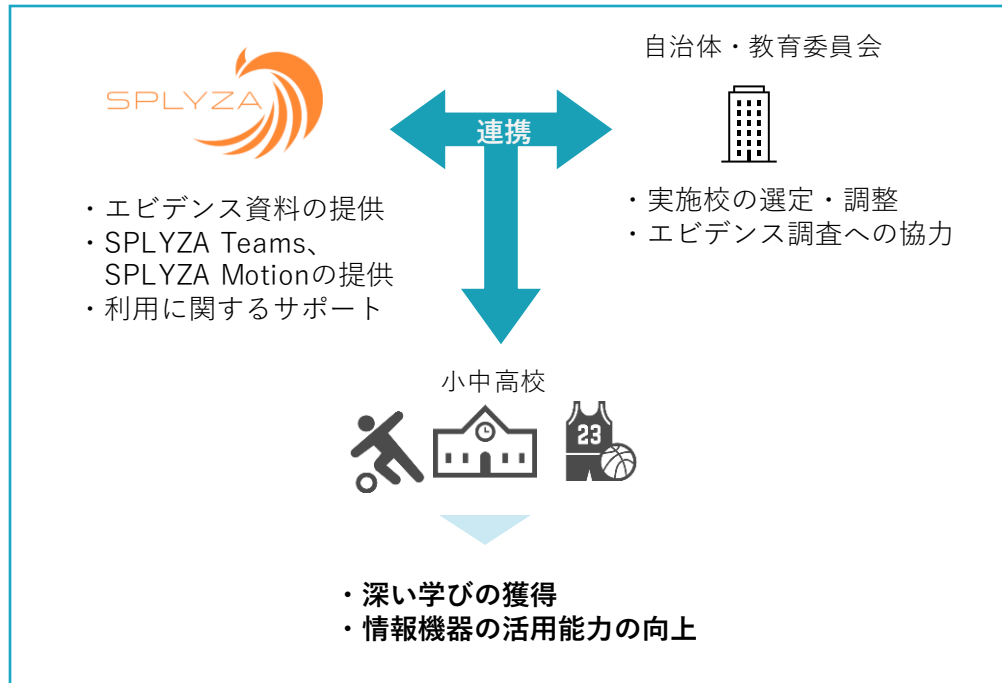 SPLYZA
自治体・教育委員会
連携
・エビデンス資料の提供
・SPLYZA Teams、
SPLYZA Motionの提供
・利用に関するサポート
・実施校の選定・調整
・エビデンス調査への協力
小中高校
23
・深い学びの獲得
・情報機器の活用能力の向上